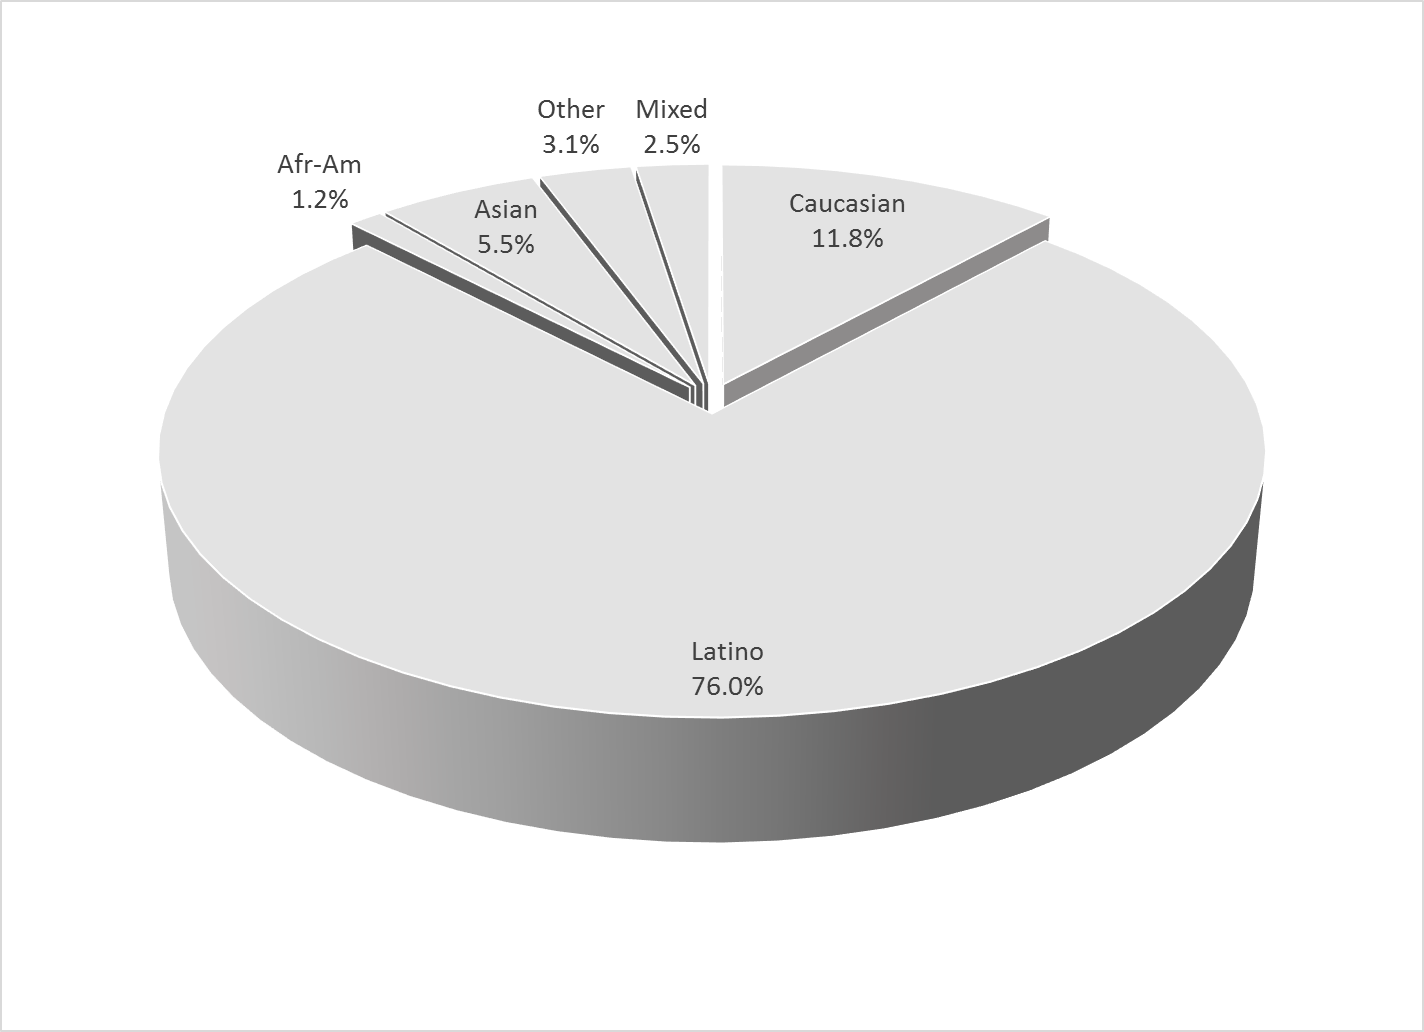 Other
3.1%
Mixed
2.5%
Afr-Am
1.2%
Asian
5.5%
Caucasian
11.8%
Latino
76.0%